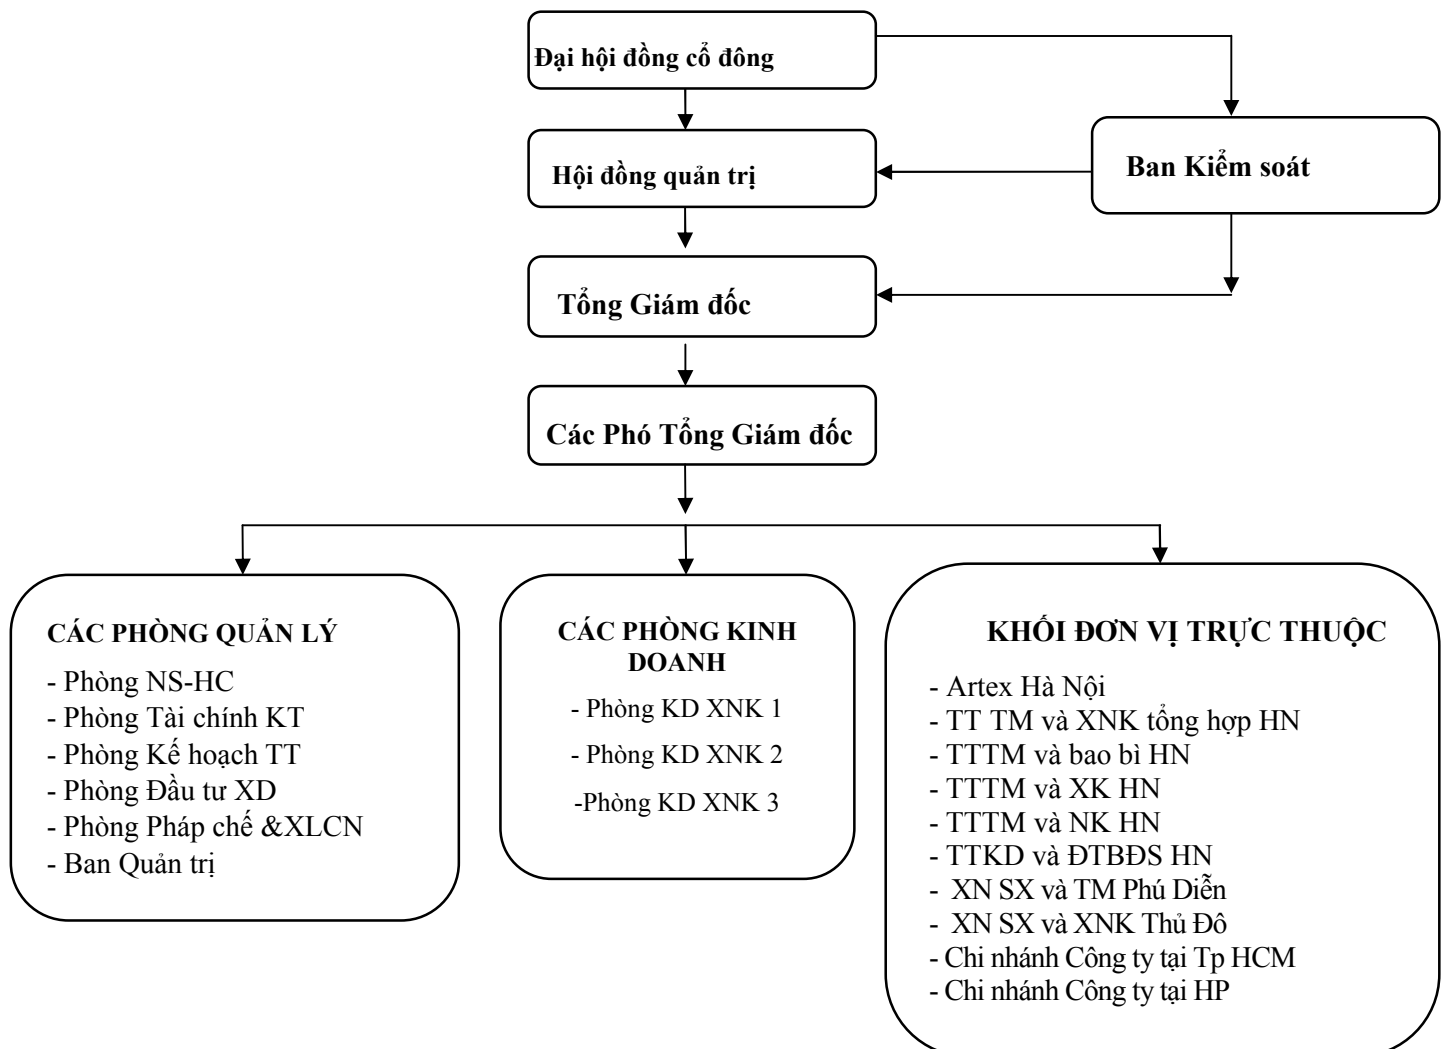 Đại hội đồng cổ đông
Hội đồng quản trị
Ban Kiểm soát
Tổng Giám đốc
Các Phó Tổng Giám đốc
CÁC PHÒNG QUẢN LÝ
- Phòng NS-HC
- Phòng Tài chính KT
- Phòng Kế hoạch TT
- Phòng Đầu tư XD
- Phòng Pháp chế &XLCN
- Ban Quản trị
CÁC PHÒNG KINH
DOANH
- Phòng KD XNK 1
- Phòng KD XNK 2
-Phòng KD XNK 3
KHỐI ĐƠN VỊ TRỰC THUỘC
- Artex Hà Nội
- TT TM và XNK tổng hợp HN
- TTTM và bao bì HN
- TTTM và XK HN
- TTTM và NK HN
- TTKD và ĐTBĐS HN
- XN SX và TM Phú Diễn
- XN SX và XNK Thủ Đô
- Chi nhánh Công ty tại Tp HCM
- Chi nhánh Công ty tại HP